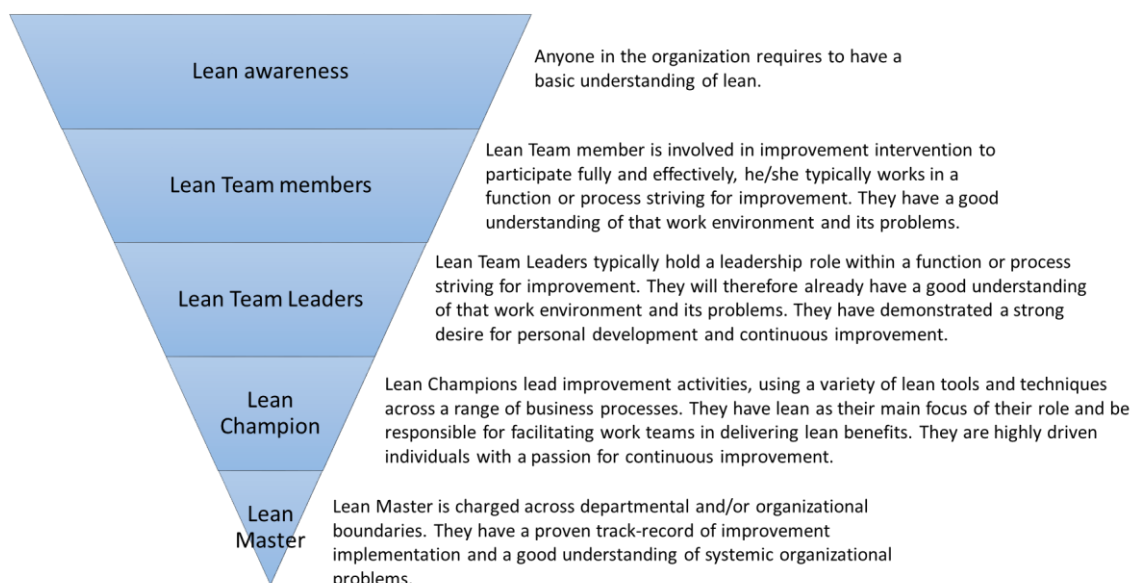 Lean awareness
Anyone in the organization requires to have a
basic understanding of lean.
Lean Team members
Lean Team member is involved in improvement intervention to
participate fully and effectively, he/she typically works in a
function or process striving for improvement. They have a good
understanding of that work environment and its problems.
Lean Team Leaders
Lean Team Leaders typically hold a leadership role within a function or process
striving for improvement. They will therefore already have a good understanding
of that work environment and its problems. They have demonstrated a strong
desire for personal development and continuous improvement.
Lean
Champion
Lean Champions lead improvement activities, using a variety of lean tools and techniques
across a range of business processes. They have lean as their main focus of their role and be
responsible for facilitating work teams in delivering lean benefits. They are highly driven
individuals with a passion for continuous improvement.
Lean
Master
Lean Master is charged across departmental and/or organizational
boundaries. They have a proven track-record of improvement
implementation and a good understanding of systemic organizational
problems.